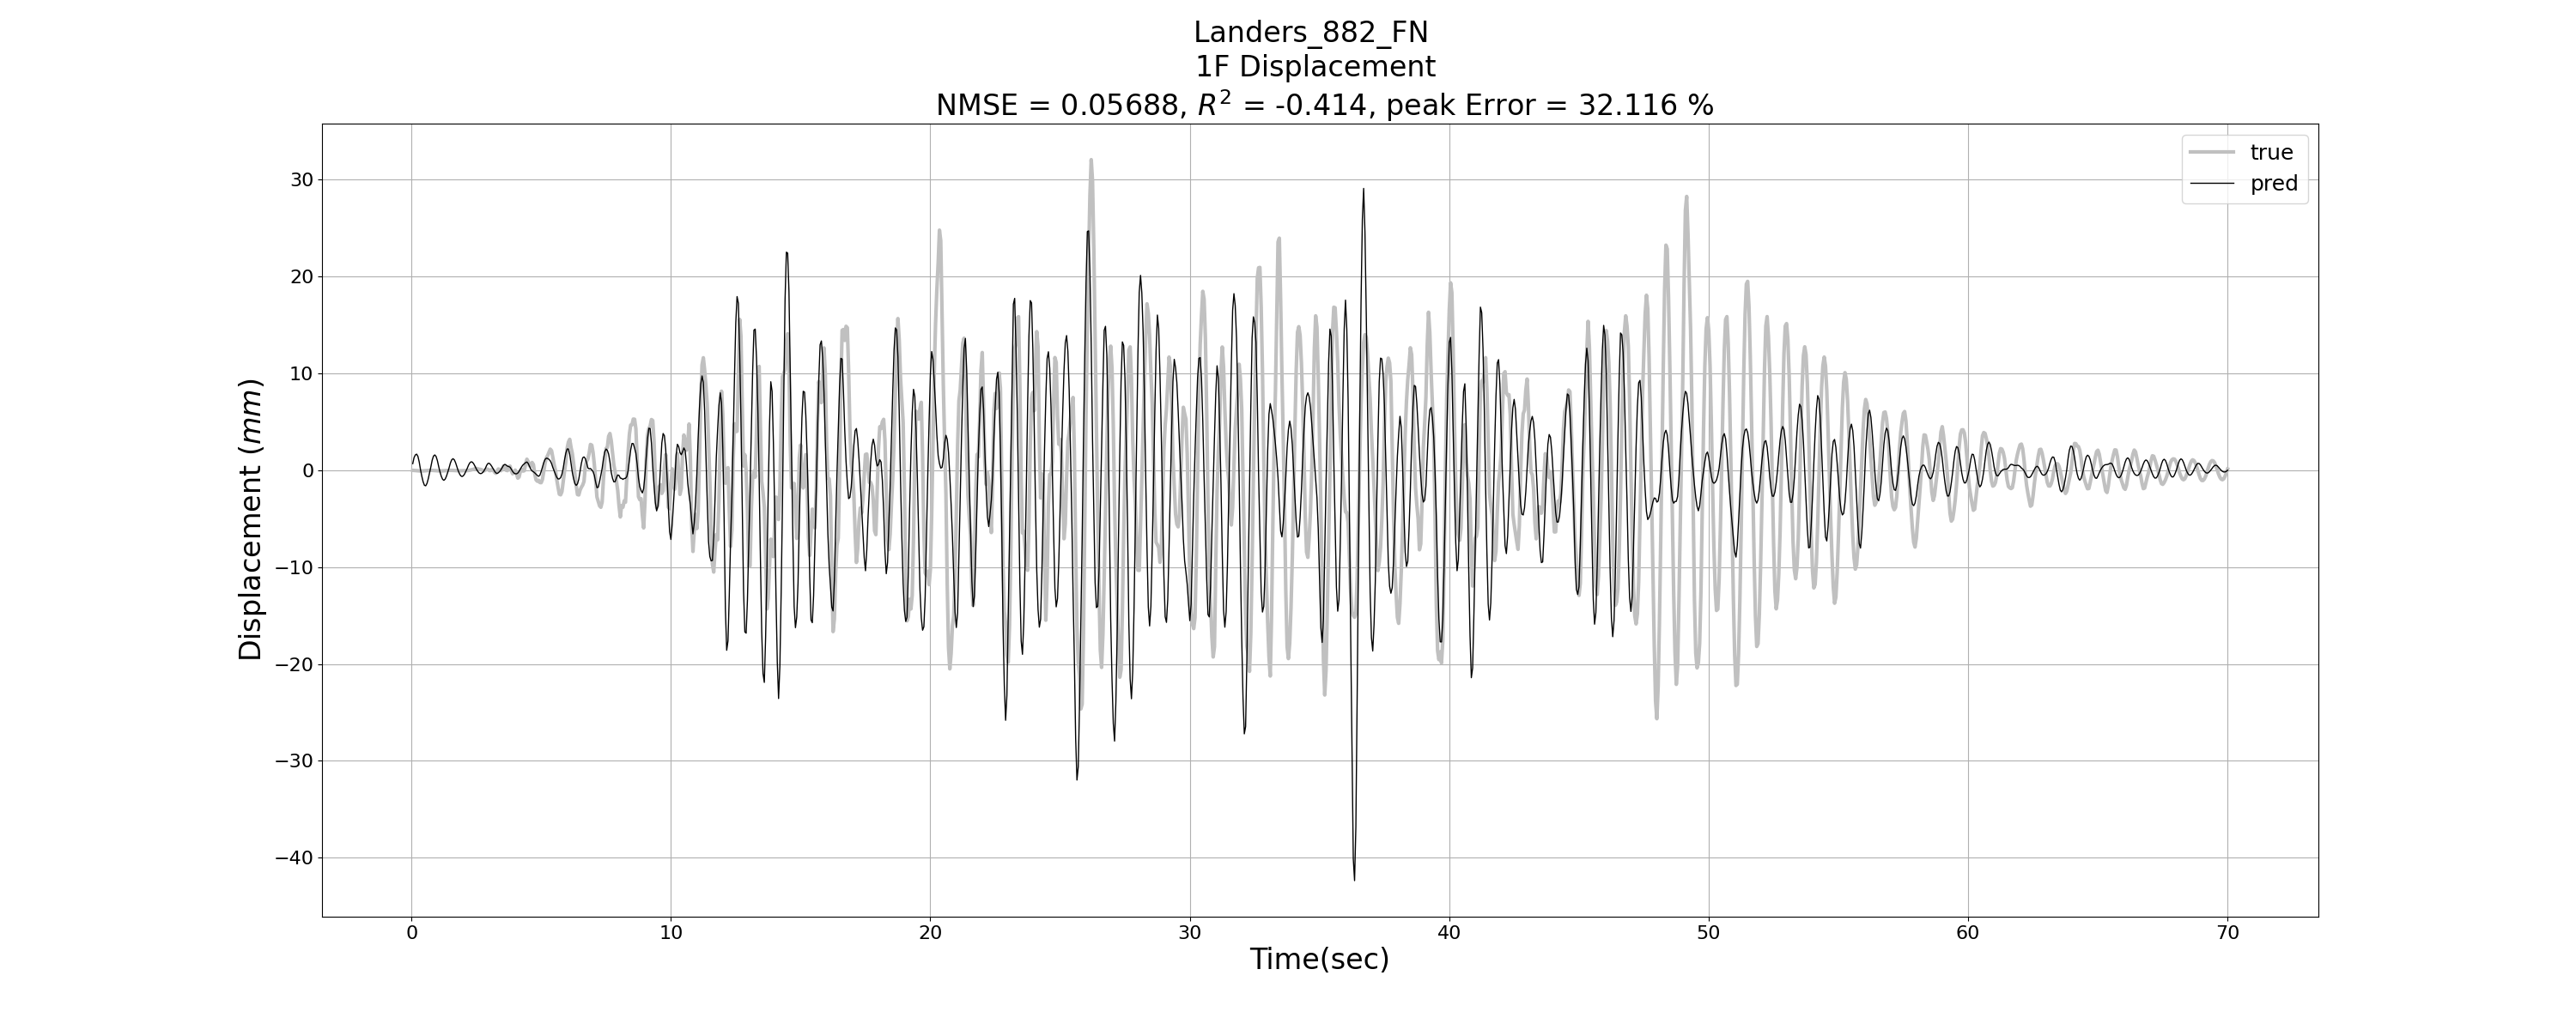 Landers_882_FN
1F Displacement
NMSE = 0.05688, R² = -0.414, peak Error = 32.116 %
true
pred
Displacement (mm)
30
20
10
0
−10
−20
−30
−40
0 10 20 30 40 50 60 70
Time(sec)